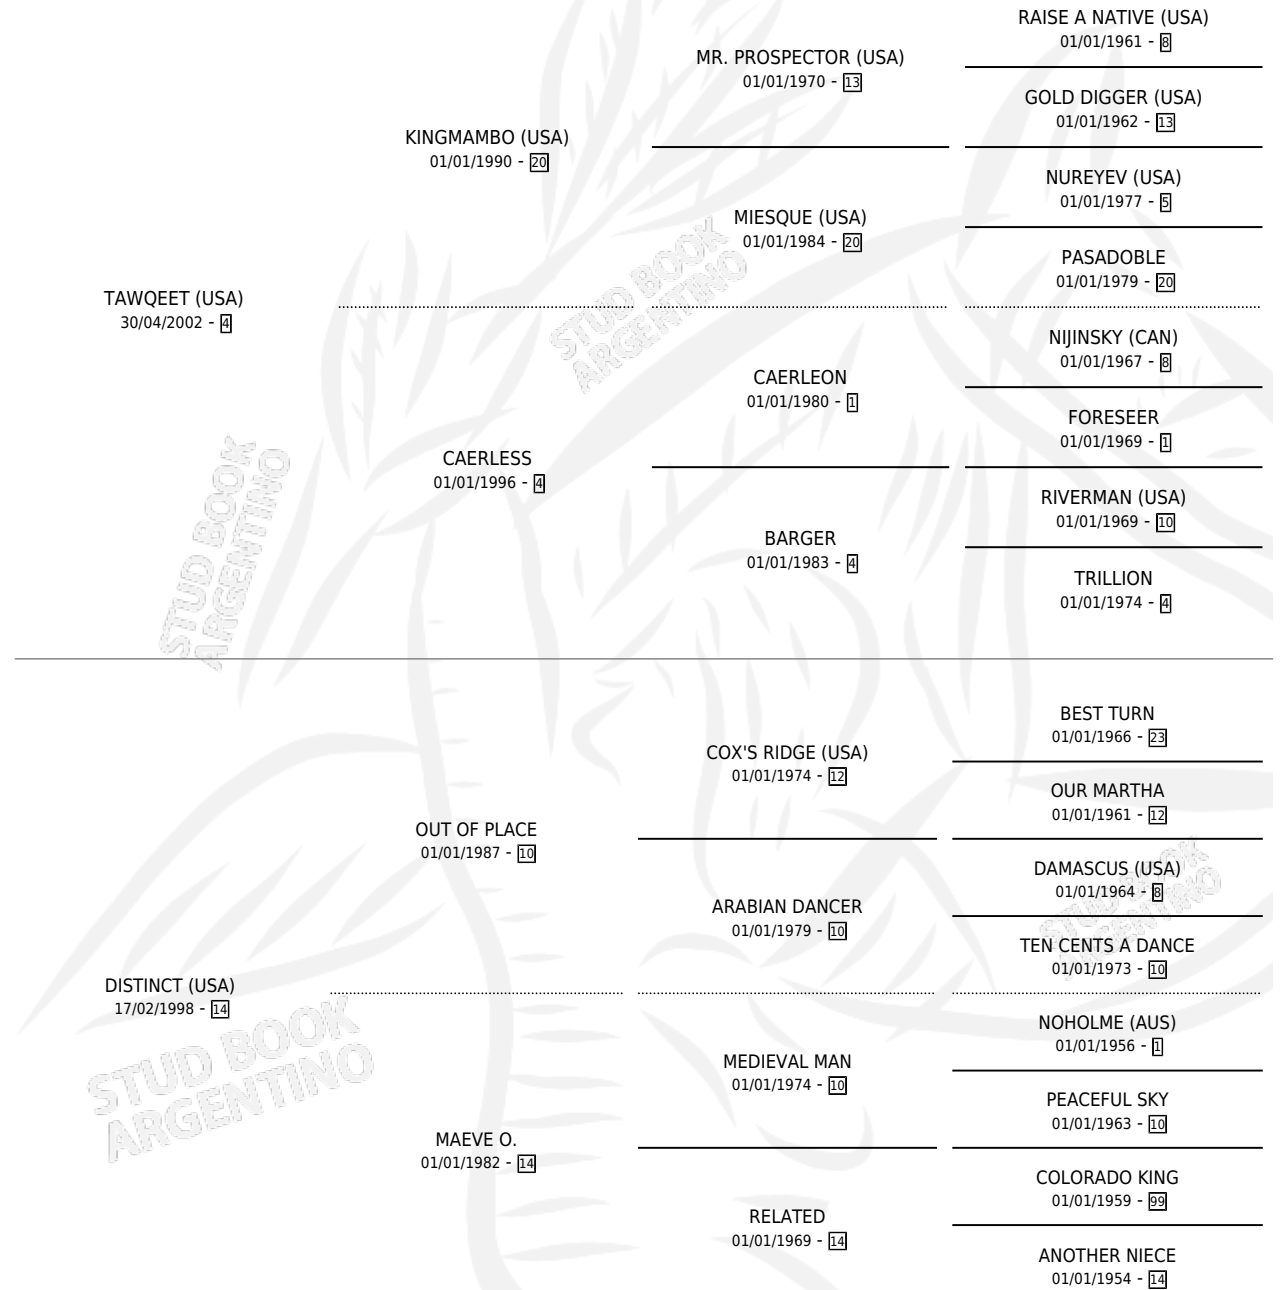 RAISE A NATIVE (USA)
01/01/1961 - 8
MR. PROSPECTOR (USA)
01/01/1970 - 13
GOLD DIGGER (USA)
01/01/1962 - 13
KINGMAMBO (USA)
01/01/1990 - 20
NUREYEV (USA)
01/01/1977 - 5
MIESQUE (USA)
01/01/1984 - 20
PASADOBLE
01/01/1979 - 20
TAWQEET (USA)
30/04/2002 - 4
STUD BOOK
ARGENTINO
NIJINSKY (CAN)
01/01/1967 - 8
CAERLEON
01/01/1980 - 1
FORESEER
01/01/1969 - 1
CAERLESS
01/01/1996 - 4
RIVERMAN (USA)
01/01/1969 - 10
BARGER
01/01/1983 - 4
TRILLION
01/01/1974 - 4
STUD BOOK
ARGENTINO
BEST TURN
01/01/1966 - 23
COX'S RIDGE (USA)
01/01/1974 - 12
OUR MARTHA
01/01/1961 - 12
OUT OF PLACE
01/01/1987 - 10
DAMASCUS (USA)
01/01/1964 - 8
ARABIAN DANCER
01/01/1979 - 10
TEN CENTS A DANCE
01/01/1973 - 10
STUD BOOK
ARGENTINO
DISTINCT (USA)
17/02/1998 - 14
NOHOLME (AUS)
01/01/1956 - 1
MEDIEVAL MAN
01/01/1974 - 10
PEACEFUL SKY
01/01/1963 - 10
STUD BOOK
ARGENTINO
MAEVE O.
01/01/1982 - 14
COLORADO KING
01/01/1959 - 99
RELATED
01/01/1969 - 14
ANOTHER NIECE
01/01/1954 - 14